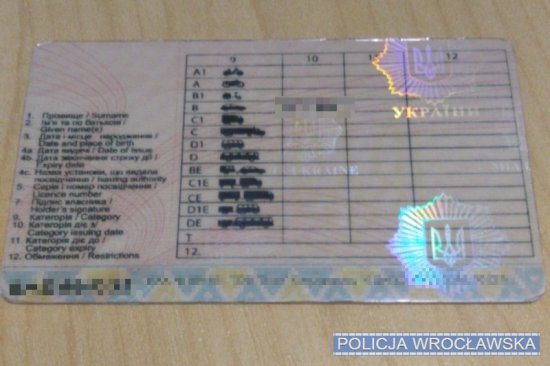 9 10 11 12
A1
A
B1
B
C1
C
D1
D
BE
C1E
CE
D1E
DE
T
12.
УКРАЇНА
UKRAINE
1. Прізвище / Surname
2. Ім'я та по батькові /
Given name(s)
3. Дата і місце народження /
Date and place of birth
4a. Дата видачі / Date of issue
4b. Дата закінчення строку дії /
Expiry date
4c. Назва установи, що видала
посвідчення / Issuing authority
5. Серія і номер посвідчення /
Licence number
7. Підпис власника /
Holder's signature
9. Категорія / Category
10. Категорія діє з/
Category issuing date
11. Категорія діє до /
Category expiry
12. Обмеження / Restrictions
POLICJA WROCŁAWSKA